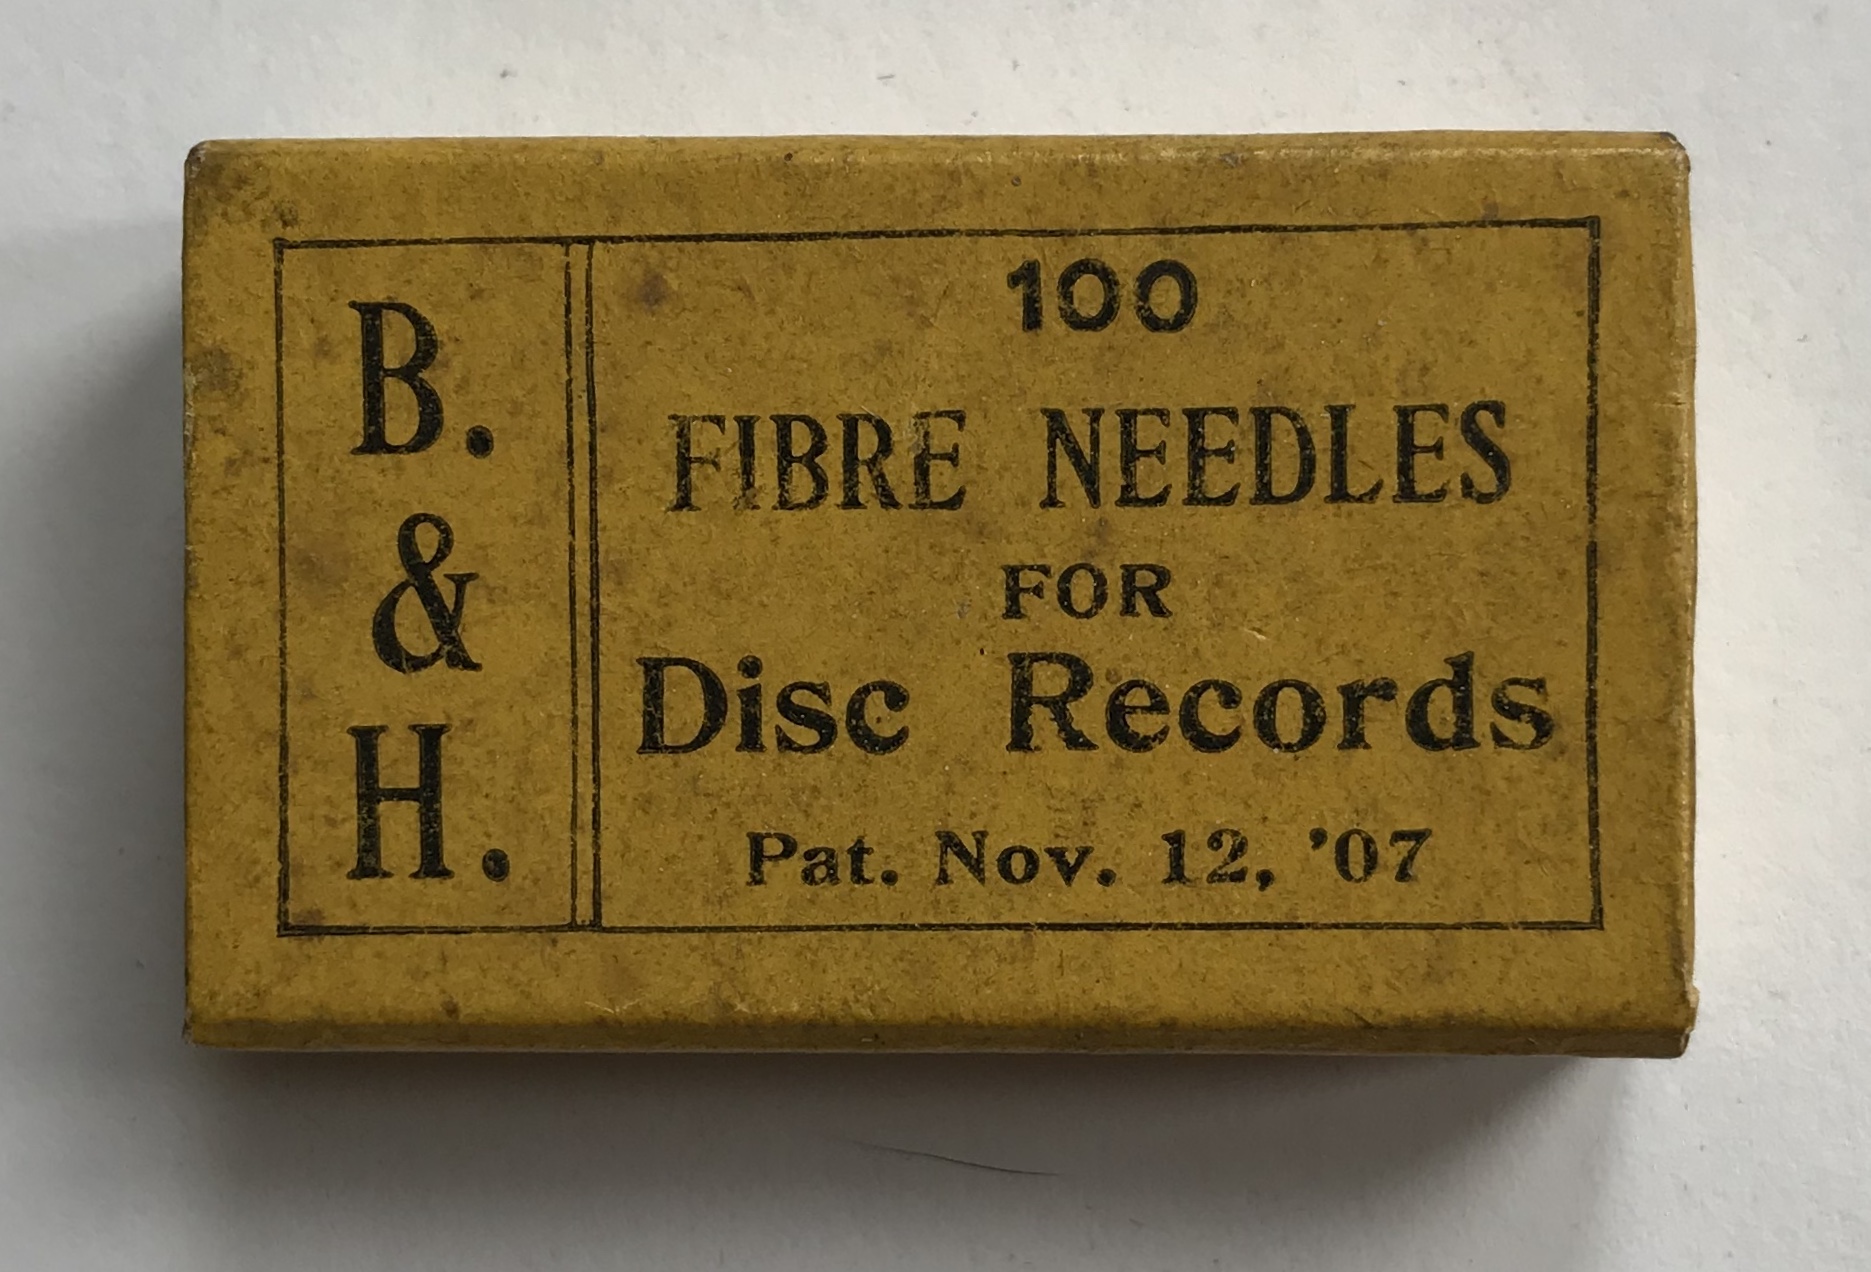 B.
&
H.
100
FIBRE NEEDLES
FOR
Disc Records
Pat. Nov. 12, '07